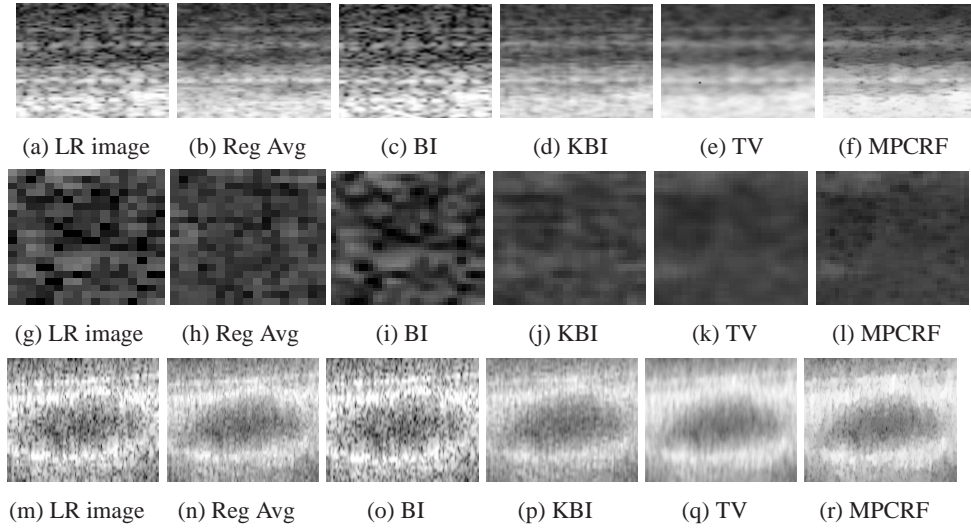 (a) LR image (b) Reg Avg (c) BI (d) KBI (e) TV (f) MPCRF
(g) LR image (h) Reg Avg (i) BI (j) KBI (k) TV (l) MPCRF
(m) LR image (n) Reg Avg (o) BI (p) KBI (q) TV (r) MPCRF